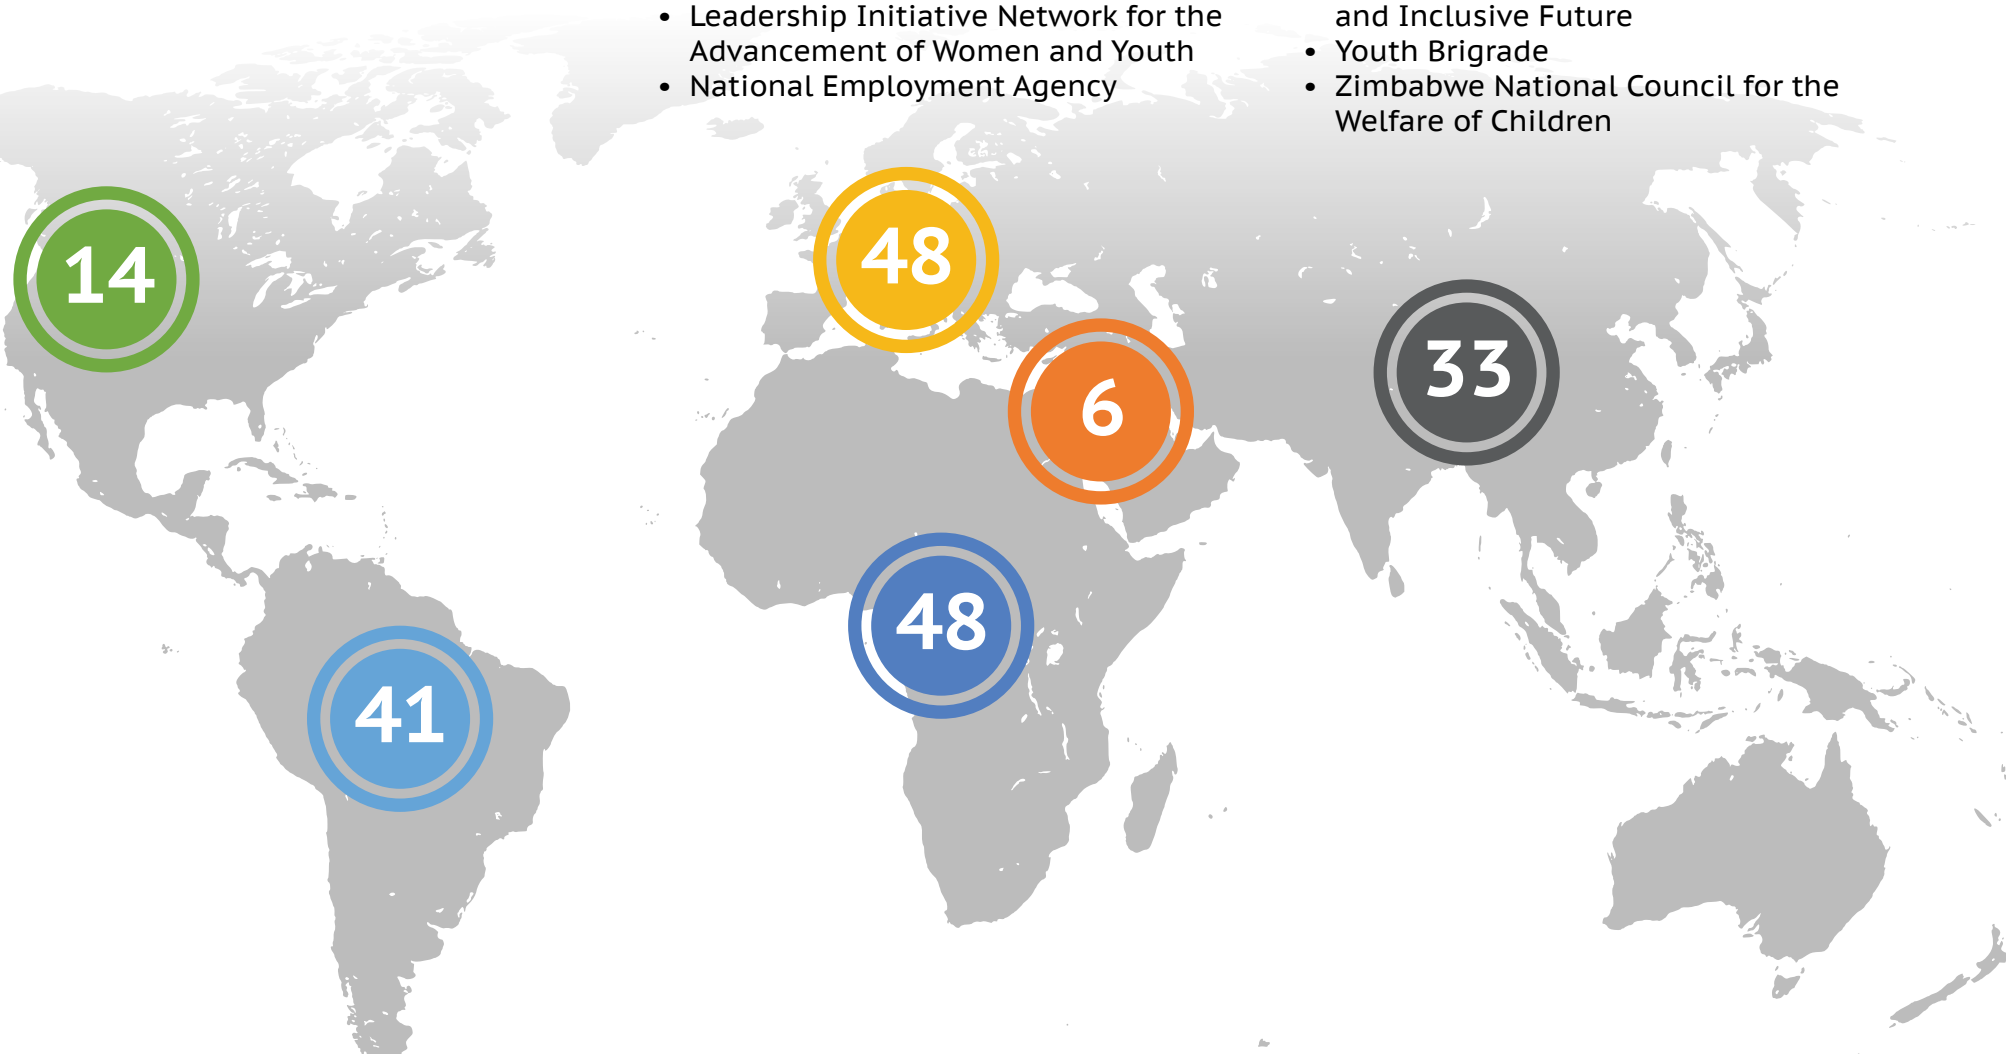 • Leadership Initiative Network for the
Advancement of Women and Youth
• National Employment Agency
and Inclusive Future
• Youth Brigrade
• Zimbabwe National Council for the
Welfare of Children
14
48
6
33
48
41